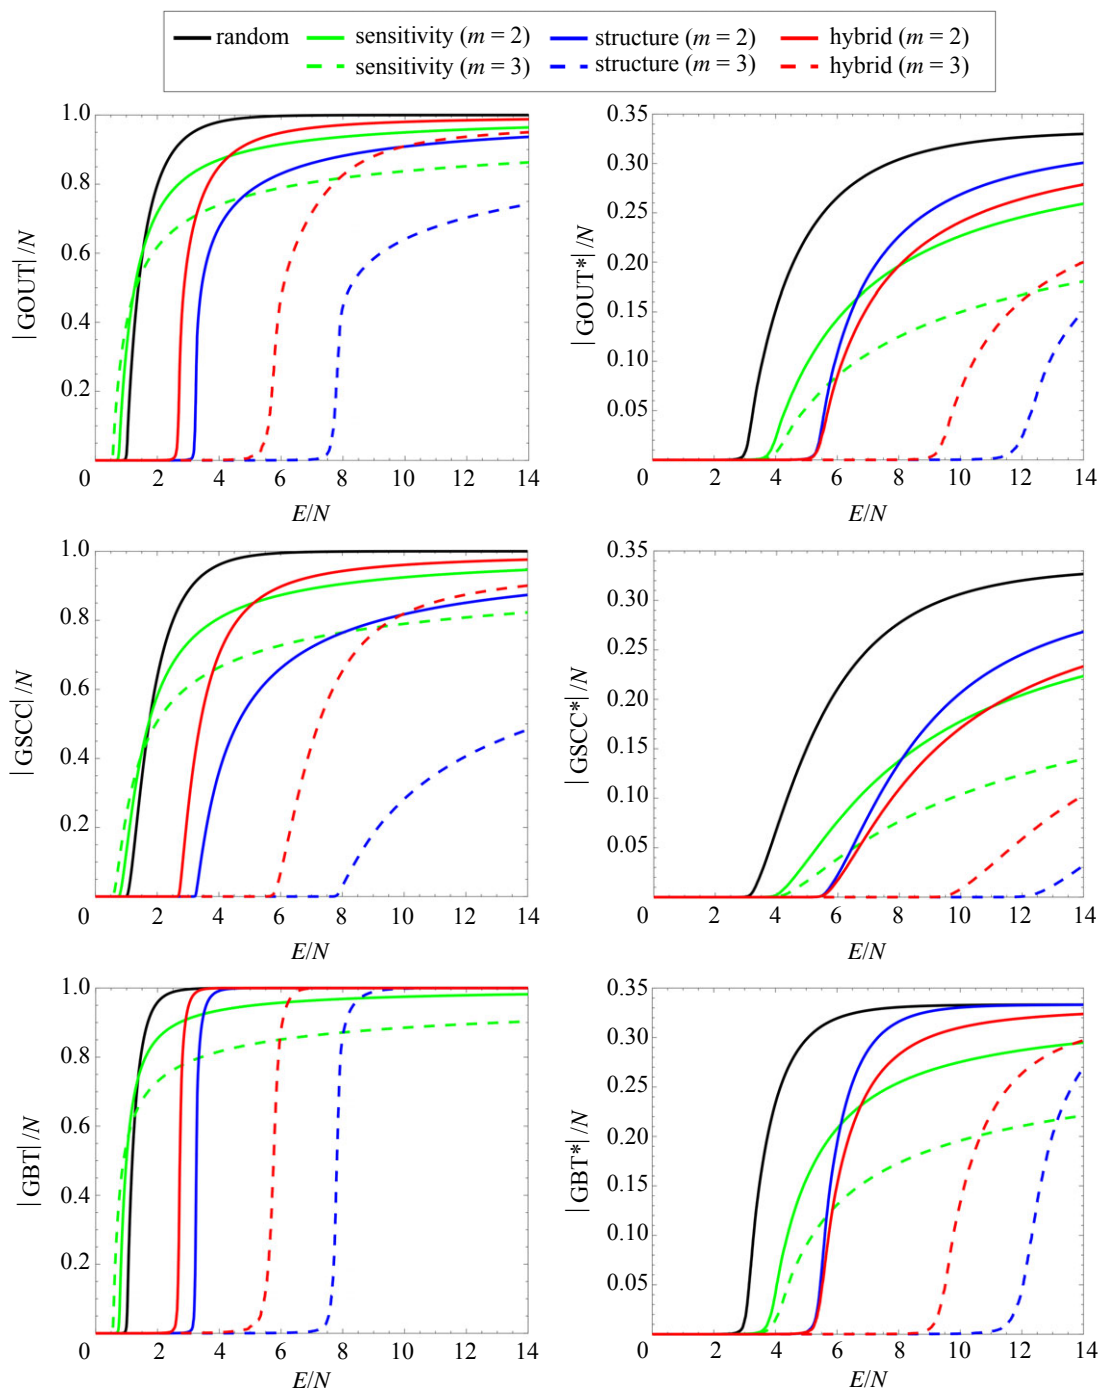 random sensitivity (m = 2) structure (m = 2) hybrid (m = 2)
sensitivity (m = 3) structure (m = 3) hybrid (m = 3)
|GOUT|/N
1.0
0.8
0.6
0.4
0.2
0 2 4 6 8 10 12 14
E/N
|GOUT*|/N
0.35
0.30
0.25
0.20
0.15
0.10
0.05
0 2 4 6 8 10 12 14
E/N
|GSCC|/N
1.0
0.8
0.6
0.4
0.2
0 2 4 6 8 10 12 14
E/N
|GSCC*|/N
0.35
0.30
0.25
0.20
0.15
0.10
0.05
0 2 4 6 8 10 12 14
E/N
|GBT|/N
1.0
0.8
0.6
0.4
0.2
0 2 4 6 8 10 12 14
E/N
|GBT*|/N
0.35
0.30
0.25
0.20
0.15
0.10
0.05
0 2 4 6 8 10 12 14
E/N